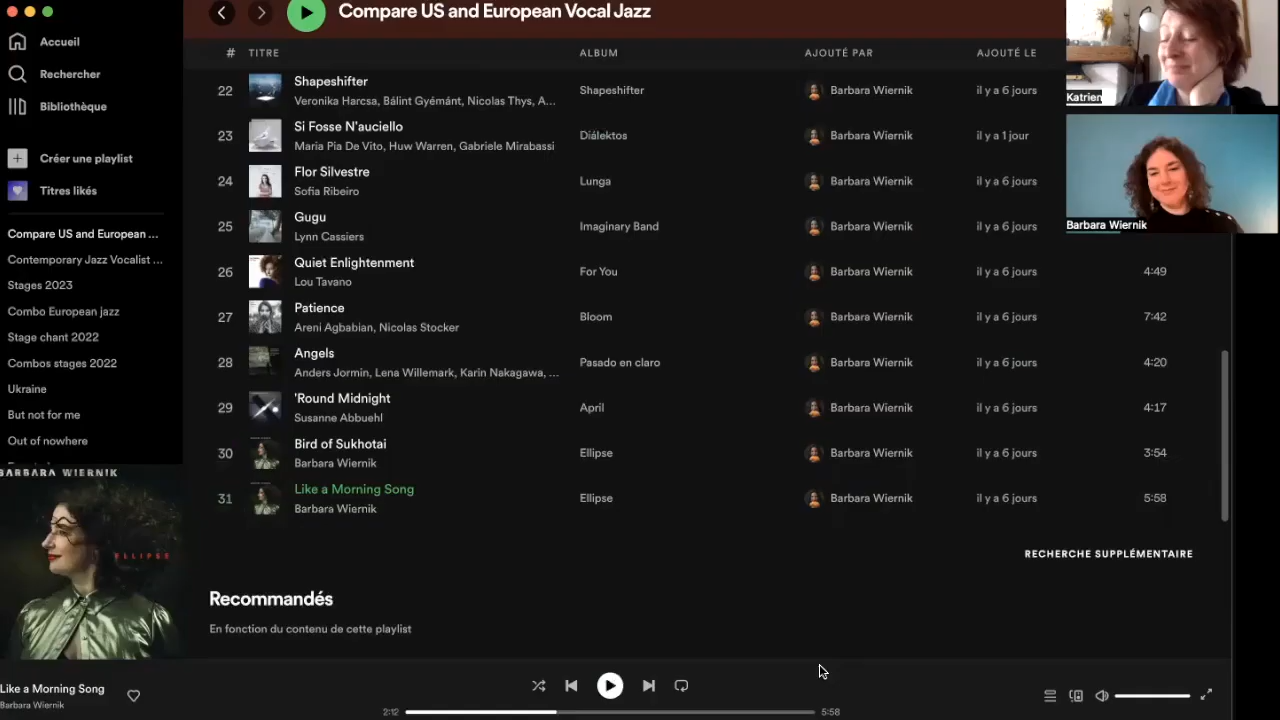 Compare US and European Vocal Jazz
Accueil
Rechercher
Bibliothèque
Créer une playlist
Titres likés
Compare US and European ...
Contemporary Jazz Vocalist ...
Stages 2023
Combo European jazz
Stage chant 2022
Combos stages 2022
Ukraine
But not for me
Out of nowhere
# TITRE ALBUM AJOUTÉ PAR AJOUTÉ LE
22 Shapeshifter Shapeshifter Barbara Wiernik il y a 6 jours
Veronika Harcsa, Bálint Gyémánt, Nicolas Thys, A...
23 Si Fosse N'auciello Diálektos Barbara Wiernik il y a 1 jour
Maria Pia De Vito, Huw Warren, Gabriele Mirabassi
24 Flor Silvestre Lunga Barbara Wiernik il y a 6 jours
Sofia Ribeiro
25 Gugu Imaginary Band Barbara Wiernik il y a 6 jours
Lynn Cassiers
26 Quiet Enlightenment For You Barbara Wiernik il y a 6 jours 4:49
Lou Tavano
27 Patience Bloom Barbara Wiernik il y a 6 jours 7:42
Areni Agbabian, Nicolas Stocker
28 Angels Pasado en claro Barbara Wiernik il y a 6 jours 4:20
Anders Jormin, Lena Willemark, Karin Nakagawa, ...
29 'Round Midnight April Barbara Wiernik il y a 6 jours 4:17
Susanne Abbuehl
30 Bird of Sukhotai Ellipse Barbara Wiernik il y a 6 jours 3:54
Barbara Wiernik
31 Like a Morning Song Ellipse Barbara Wiernik il y a 6 jours 5:58
Barbara Wiernik
RECHERCHE SUPPLÉMENTAIRE
Recommandés
En fonction du contenu de cette playlist
Katrien
Barbara Wiernik
BARBARA WIERNIK
ELLIPSE
Like a Morning Song
Barbara Wiernik
2:12 5:58